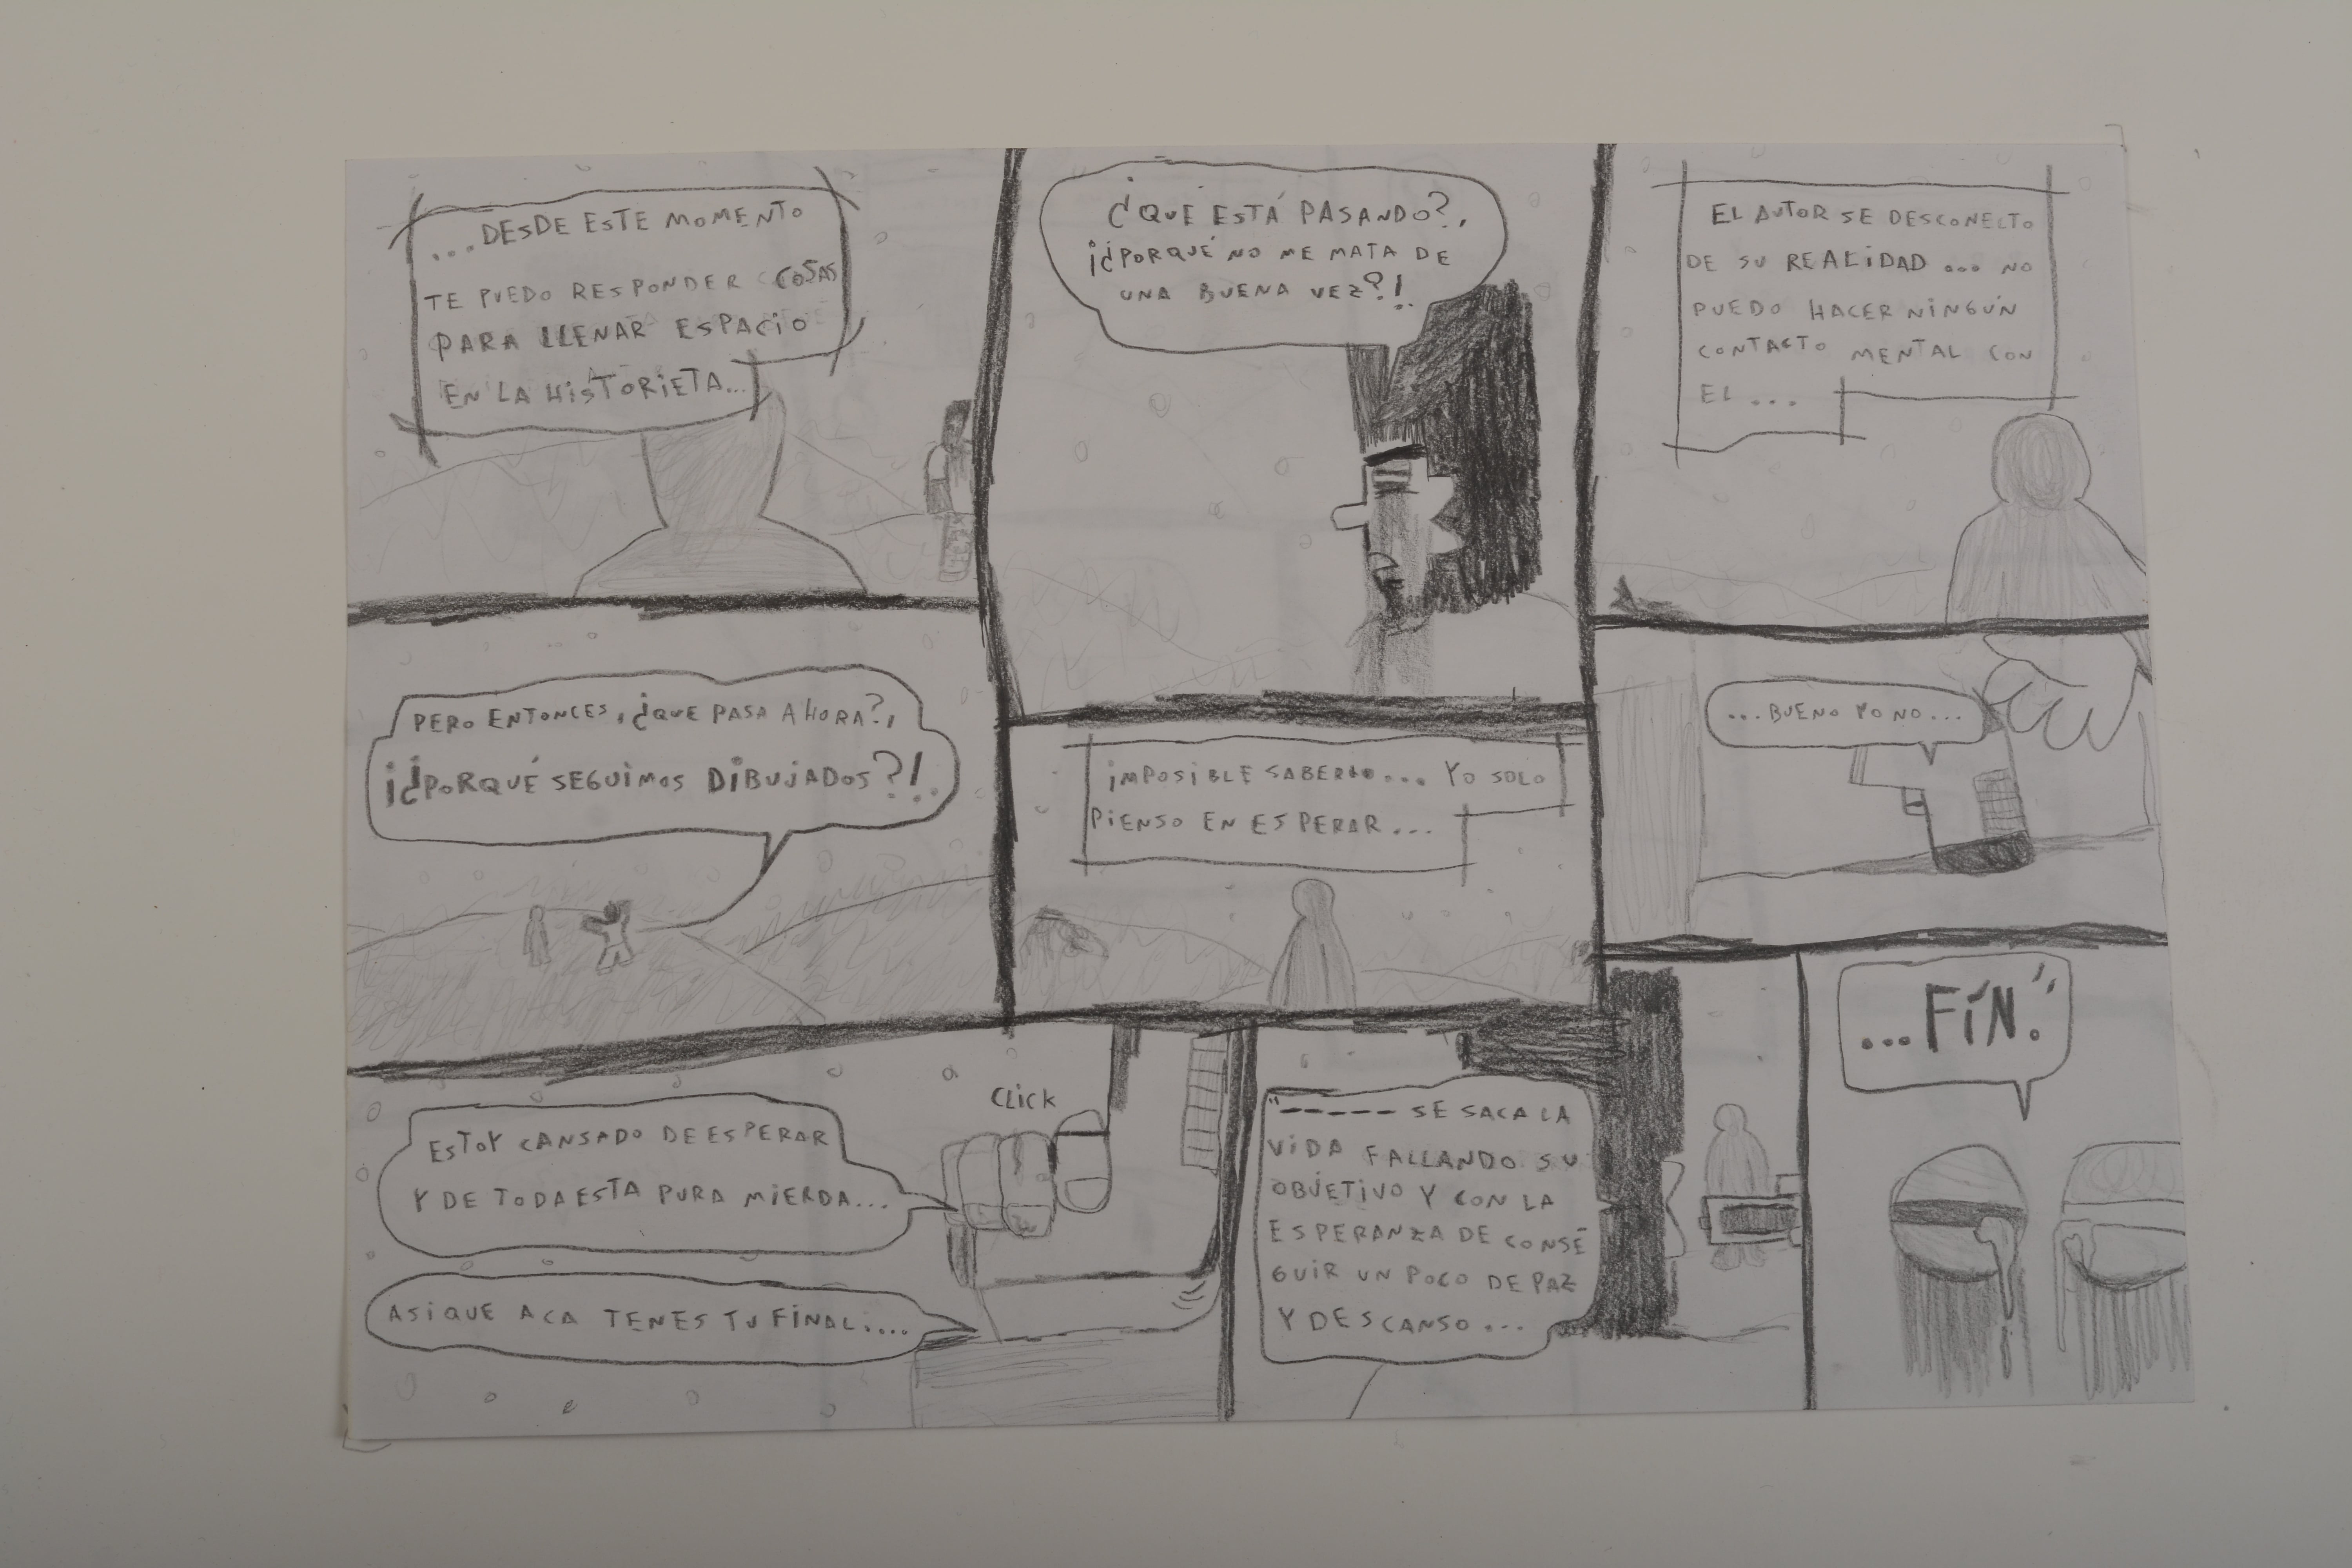 ...DESDE ESTE MOMENTO
TE PUEDO RESPONDER COSAS
PARA LLENAR ESPACIO
EN LA HISTORIETA...
¿QUÉ ESTÁ PASANDO?,
¡¿PORQUÉ NO ME MATA DE
UNA BUENA VEZ?!.
EL AUTOR SE DESCONECTO
DE SU REALIDAD ... NO
PUEDO HACER NINGÚN
CONTACTO MENTAL CON
EL ...
PERO ENTONCES, ¿QUE PASA AHORA?,
¡¿PORQUÉ SEGUIMOS DIBUJADOS?!.
IMPOSIBLE SABERLO... YO SOLO
PIENSO EN ESPERAR...
...BUENO YO NO...
ESTOY CANSADO DE ESPERAR
Y DE TODA ESTA PURA MIERDA...
CLICK
ASI QUE ACA TENES TU FINAL....
"----- SE SACA LA
VIDA FALLANDO SU
OBJETIVO Y CON LA
ESPERANZA DE CONSE
GUIR UN POCO DE PAZ
Y DESCANSO...
...FÍN."